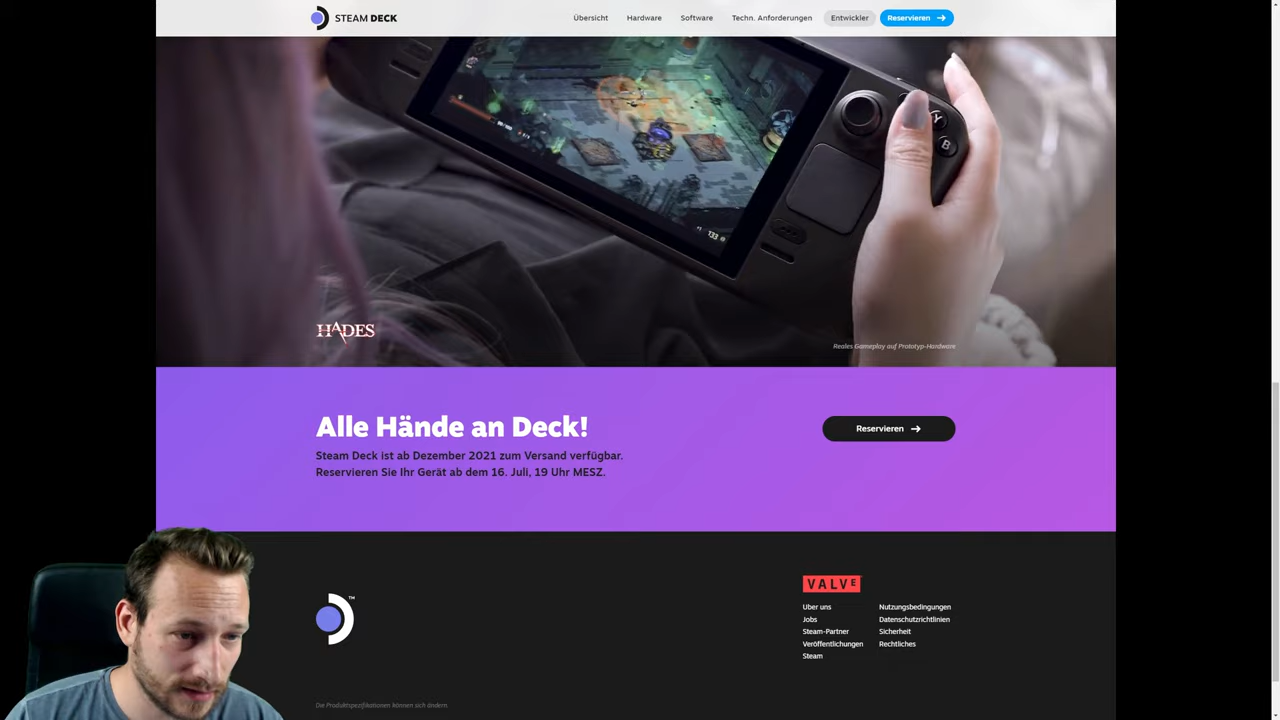 STEAM DECK
Übersicht
Hardware
Software
Techn. Anforderungen
Entwickler
Reservieren →
Y
B
133
HADES
Reales Gameplay auf Prototyp-Hardware
Alle Hände an Deck!
Reservieren →
Steam Deck ist ab Dezember 2021 zum Versand verfügbar.
Reservieren Sie Ihr Gerät ab dem 16. Juli, 19 Uhr MESZ.
™
VALVE
Über uns
Nutzungsbedingungen
Jobs
Datenschutzrichtlinien
Steam-Partner
Sicherheit
Veröffentlichungen
Rechtliches
Steam
Die Produktspezifikationen können sich ändern.